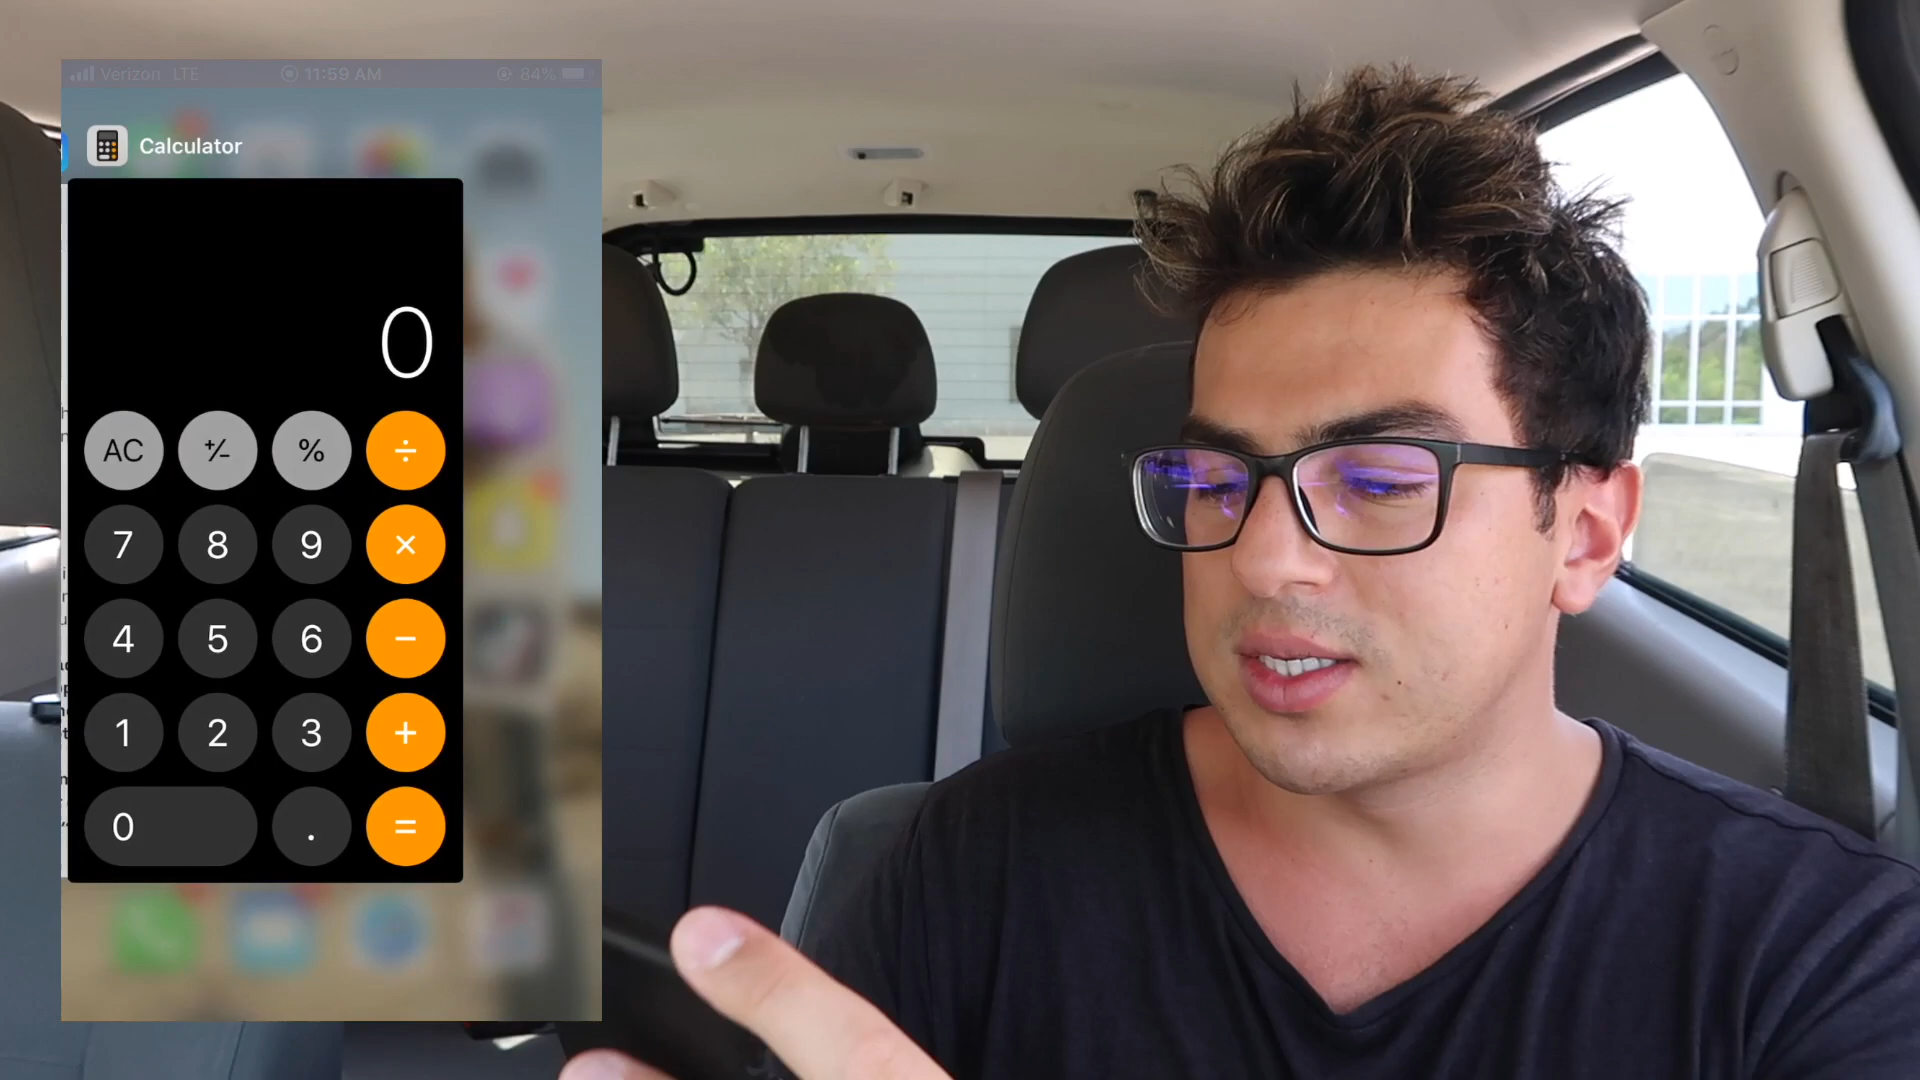 Verizon LTE 11:59 AM 84%
Calculator
0
AC +/- % ÷
7 8 9 ×
4 5 6 −
1 2 3 +
0 . =